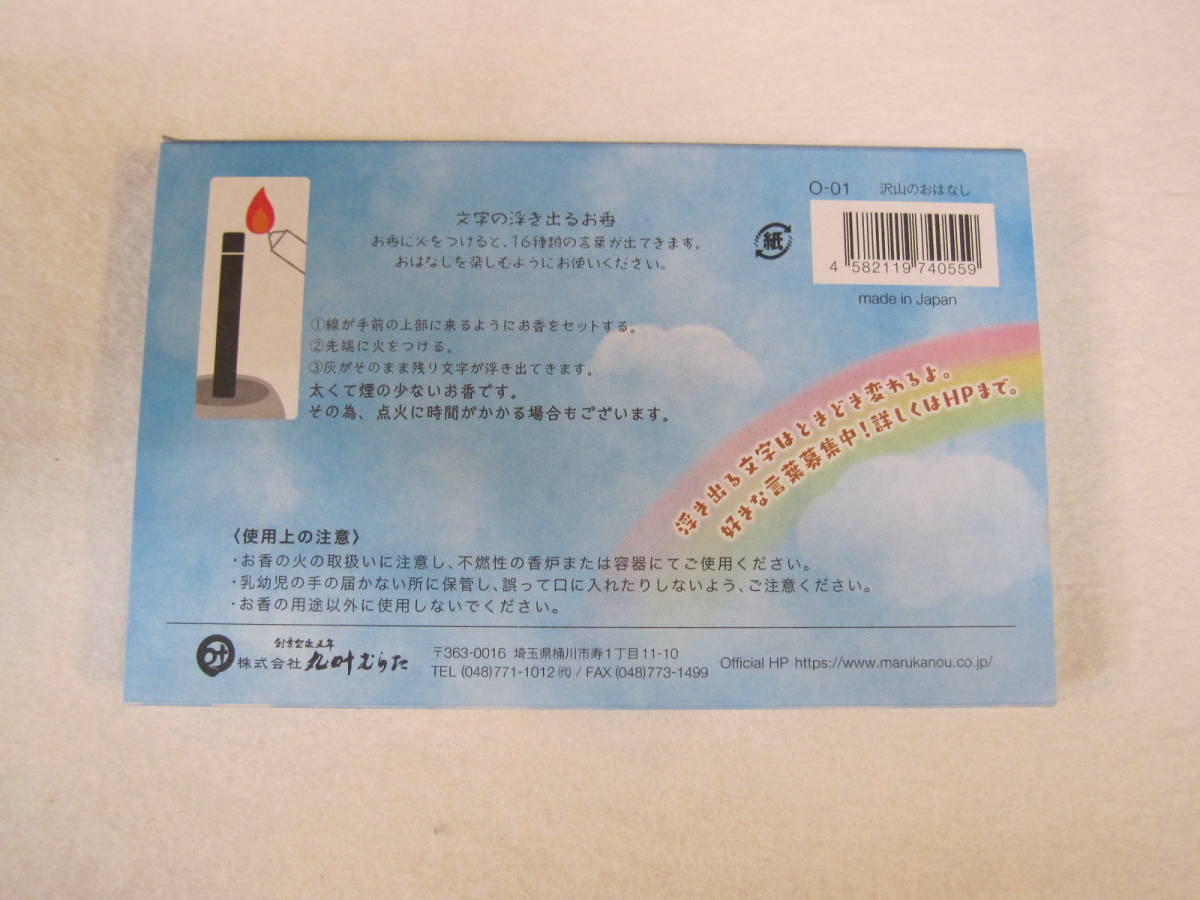 O-01 沢山のおはなし
文字の浮き出るお香
お香に火をつけると、16種類の言葉が出てきます。
おはなしを楽しむようにお使いください。
紙
4 582119 740559
made in Japan
①線が手前の上部に来るようにお香をセットする。
②先端に火をつける。
③灰がそのまま残り文字が浮き出てきます。
太くて煙の少ないお香です。
その為、点火に時間がかかる場合もございます。
浮き出る文字はときどき変わるよ。
好きな言葉募集中!詳しくはHPまで。
〈使用上の注意〉
・お香の火の取扱いに注意し、不燃性の香炉または容器にてご使用ください。
・乳幼児の手の届かない所に保管し、誤って口に入れたりしないよう、ご注意ください。
・お香の用途以外に使用しないでください。
創業安永五年
株式会社 丸叶むらた
〒363-0016 埼玉県桶川市寿1丁目11-10
TEL (048)771-1012 ㈹ / FAX (048)773-1499
Official HP https://www.marukanou.co.jp/